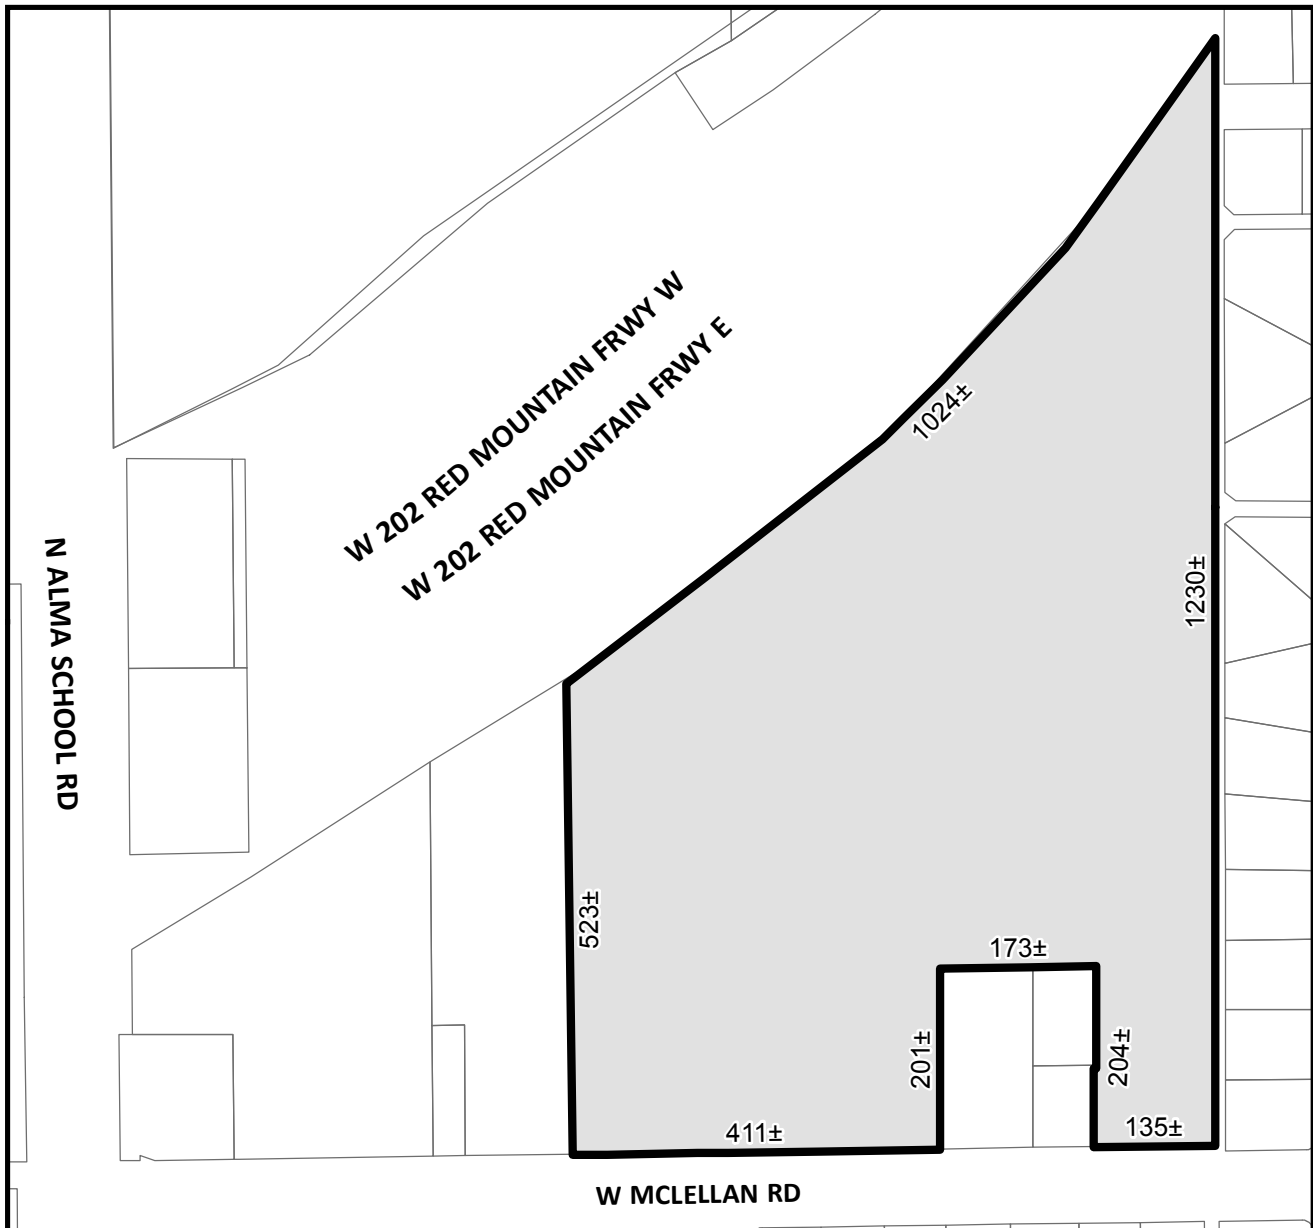 W 202 RED MOUNTAIN FRWY W
W 202 RED MOUNTAIN FRWY E
1024±
N ALMA SCHOOL RD
1230±
523±
173±
201±
204±
411±
135±
W MCLELLAN RD